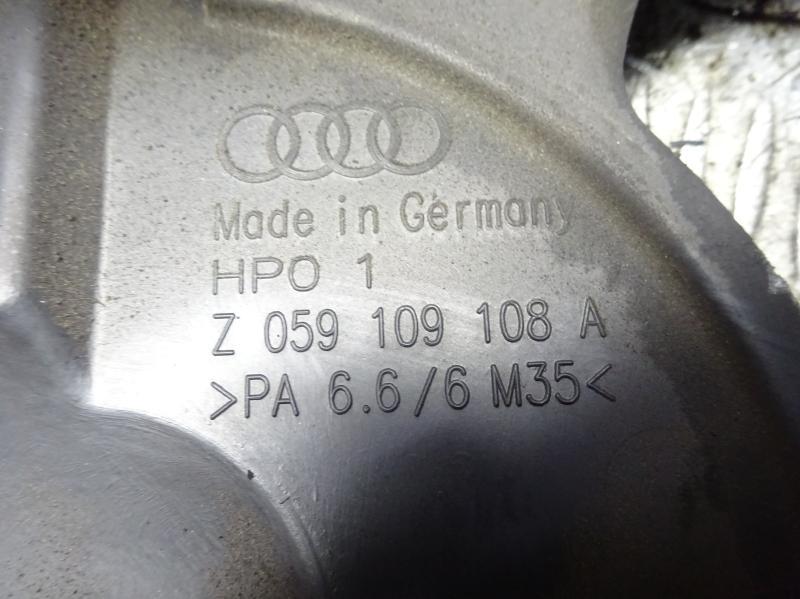 Made in Germany
HPO 1
Z 059 109 108 A
>PA 6.6/6 M35<